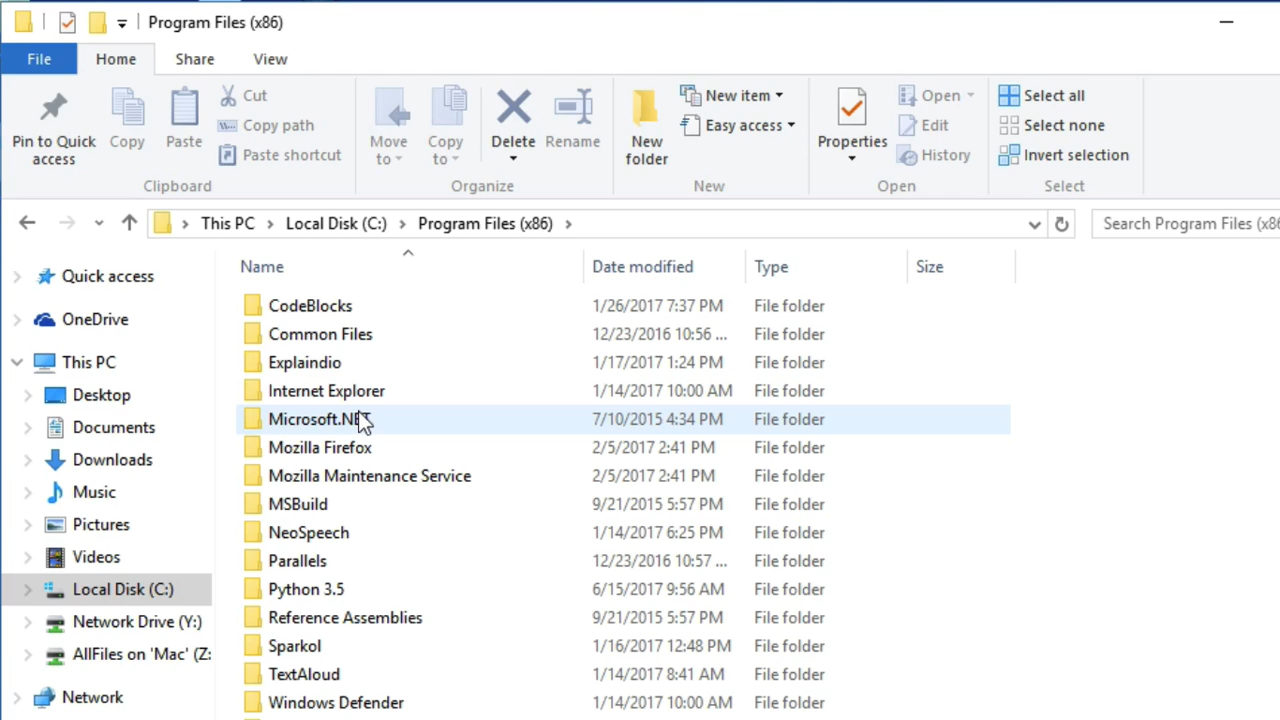 Program Files (x86)
File Home Share View
Pin to Quick access
Copy
Paste
Cut
Copy path
Paste shortcut
Clipboard
Move to
Copy to
Delete
Rename
Organize
New folder
New item
Easy access
New
Properties
Open
Edit
History
Open
Select all
Select none
Invert selection
Select
This PC > Local Disk (C:) > Program Files (x86) >
Search Program Files
Quick access
OneDrive
This PC
Desktop
Documents
Downloads
Music
Pictures
Videos
Local Disk (C:)
Network Drive (Y:)
AllFiles on 'Mac' (Z:
Network
Name Date modified Type Size
CodeBlocks 1/26/2017 7:37 PM File folder
Common Files 12/23/2016 10:56 ... File folder
Explaindio 1/17/2017 1:24 PM File folder
Internet Explorer 1/14/2017 10:00 AM File folder
Microsoft.NET 7/10/2015 4:34 PM File folder
Mozilla Firefox 2/5/2017 2:41 PM File folder
Mozilla Maintenance Service 2/5/2017 2:41 PM File folder
MSBuild 9/21/2015 5:57 PM File folder
NeoSpeech 1/14/2017 6:25 PM File folder
Parallels 12/23/2016 10:57 ... File folder
Python 3.5 6/15/2017 9:56 AM File folder
Reference Assemblies 9/21/2015 5:57 PM File folder
Sparkol 1/16/2017 12:48 PM File folder
TextAloud 1/14/2017 8:41 AM File folder
Windows Defender 1/14/2017 10:00 AM File folder